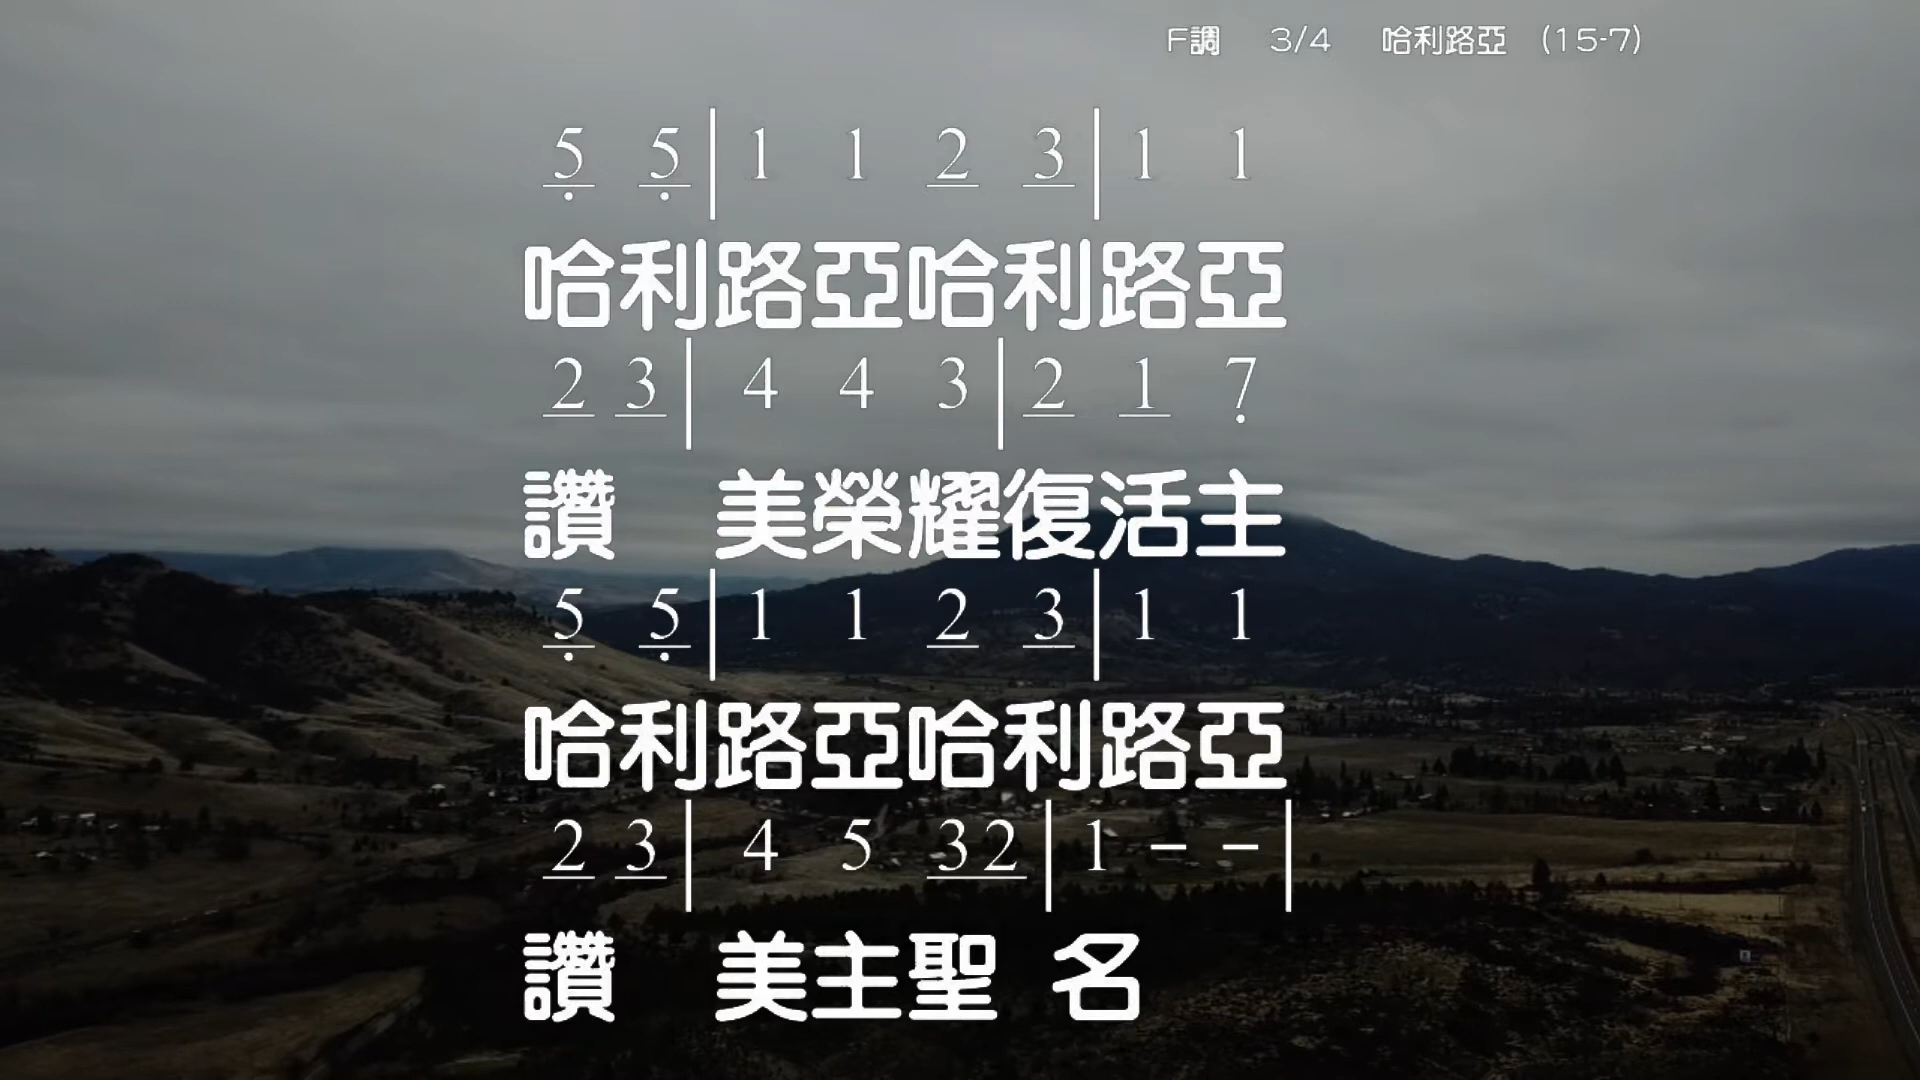 F調 3/4 哈利路亞 (15-7)
5 5 | 1 1 2 3 | 1 1
哈利路亞哈利路亞
2 3 | 4 4 3 | 2 1 7
讚 美榮耀復活主
5 5 | 1 1 2 3 | 1 1
哈利路亞哈利路亞
2 3 | 4 5 32 | 1 - - |
讚 美主聖 名